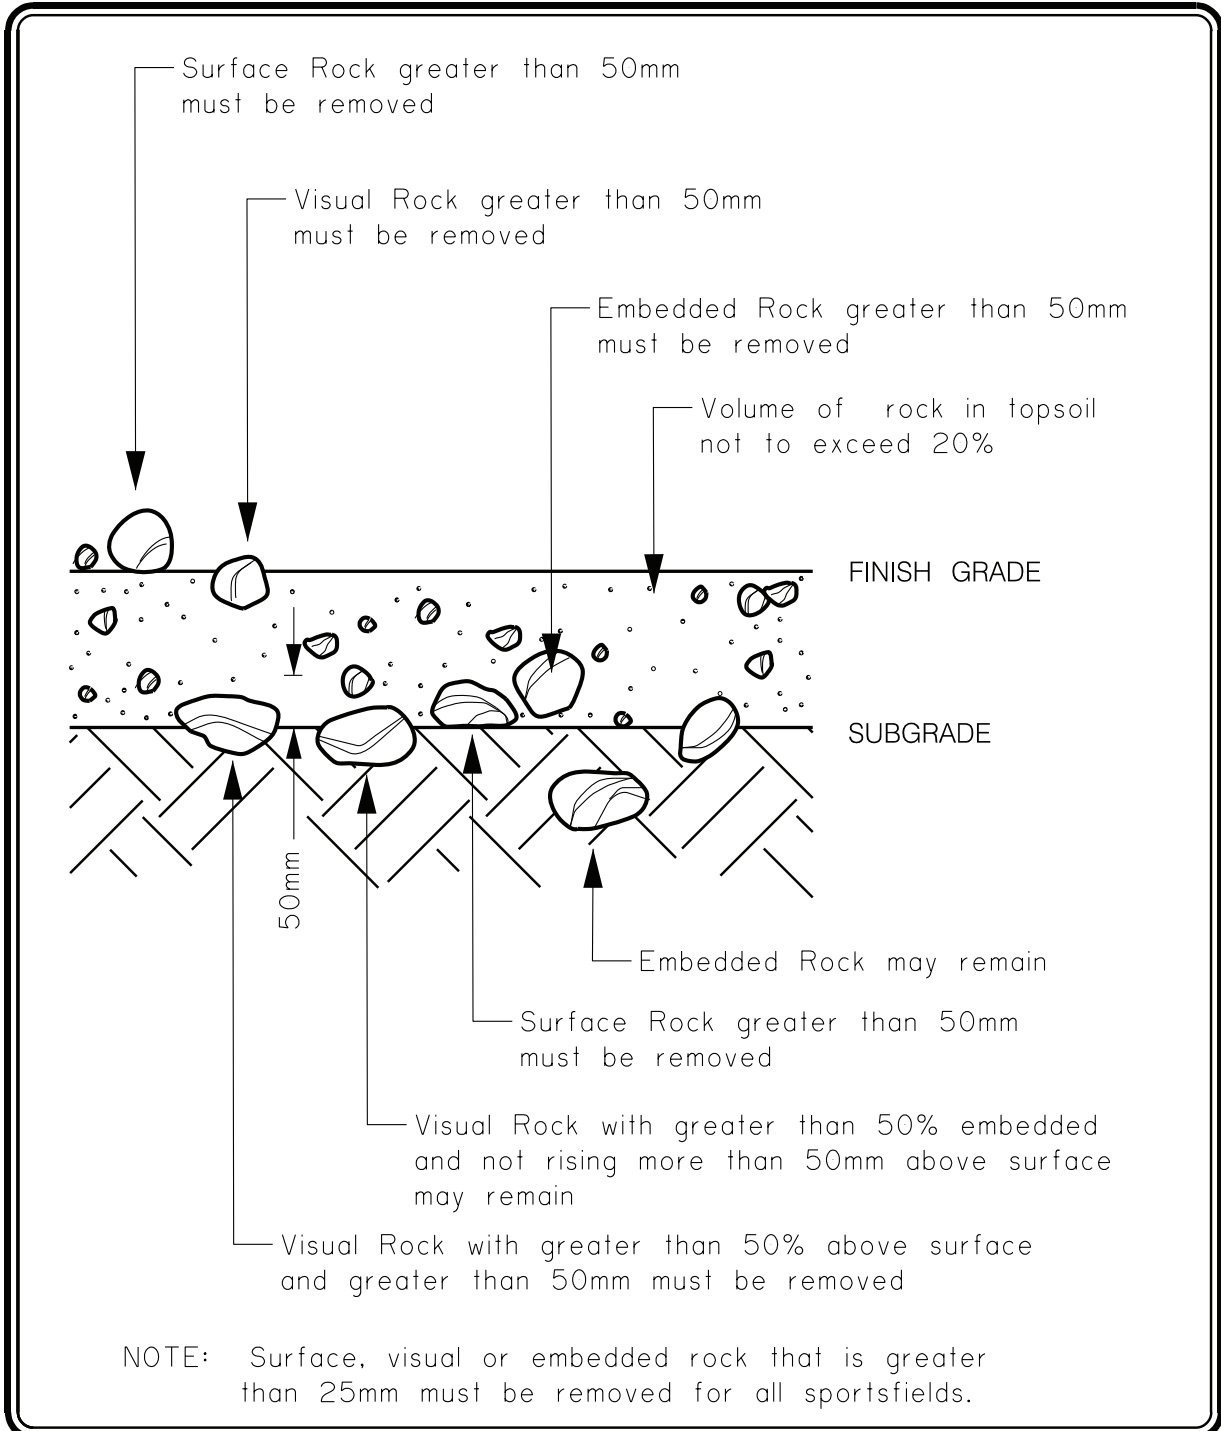 Surface Rock greater than 50mm
must be removed
Visual Rock greater than 50mm
must be removed
Embedded Rock greater than 50mm
must be removed
Volume of rock in topsoil
not to exceed 20%
FINISH GRADE
SUBGRADE
50mm
Embedded Rock may remain
Surface Rock greater than 50mm
must be removed
Visual Rock with greater than 50% embedded
and not rising more than 50mm above surface
may remain
Visual Rock with greater than 50% above surface
and greater than 50mm must be removed
NOTE: Surface, visual or embedded rock that is greater
than 25mm must be removed for all sportsfields.